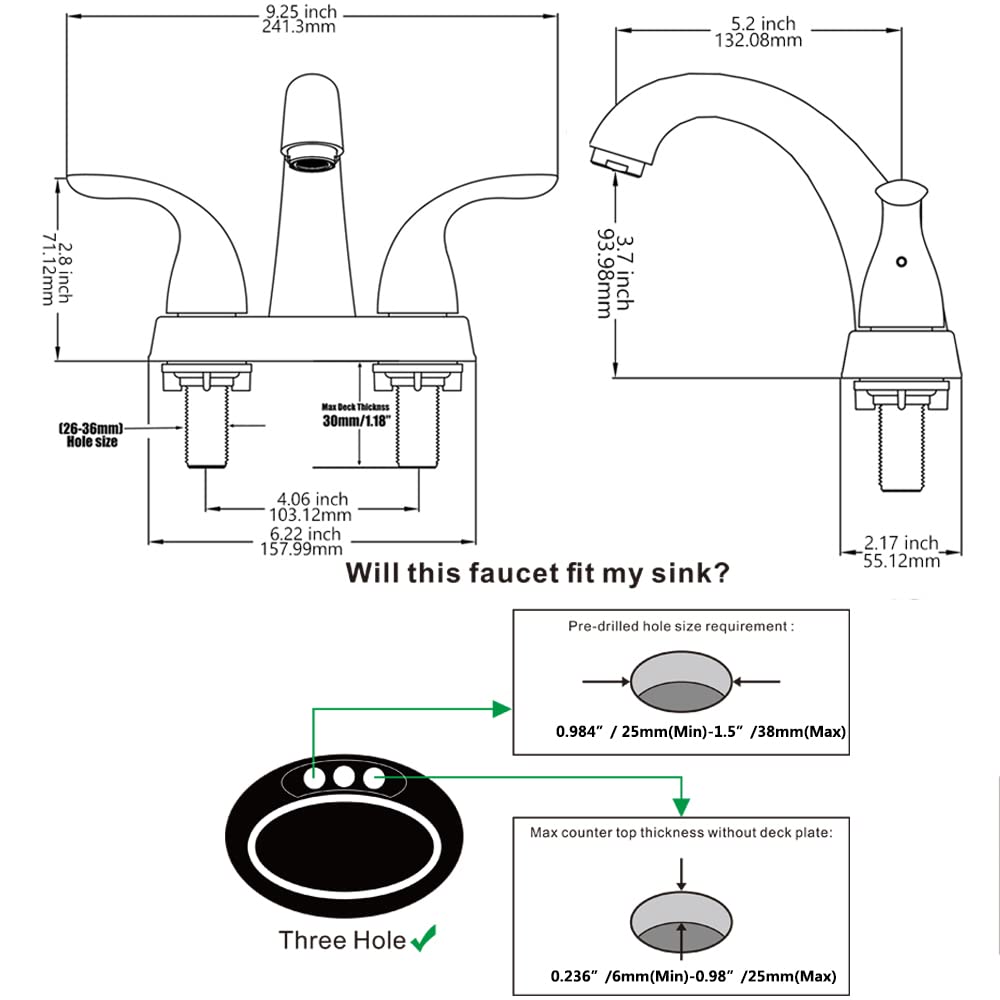 9.25 inch
241.3mm
5.2 inch
132.08mm
2.8 inch
71.12mm
3.7 inch
93.98mm
Max Deck Thicknss
30mm/1.18"
(26-36mm)
Hole size
4.06 inch
103.12mm
6.22 inch
157.99mm
2.17 inch
55.12mm
Will this faucet fit my sink?
Pre-drilled hole size requirement :
0.984" / 25mm(Min)-1.5" /38mm(Max)
Max counter top thickness without deck plate:
0.236" /6mm(Min)-0.98" /25mm(Max)
Three Hole